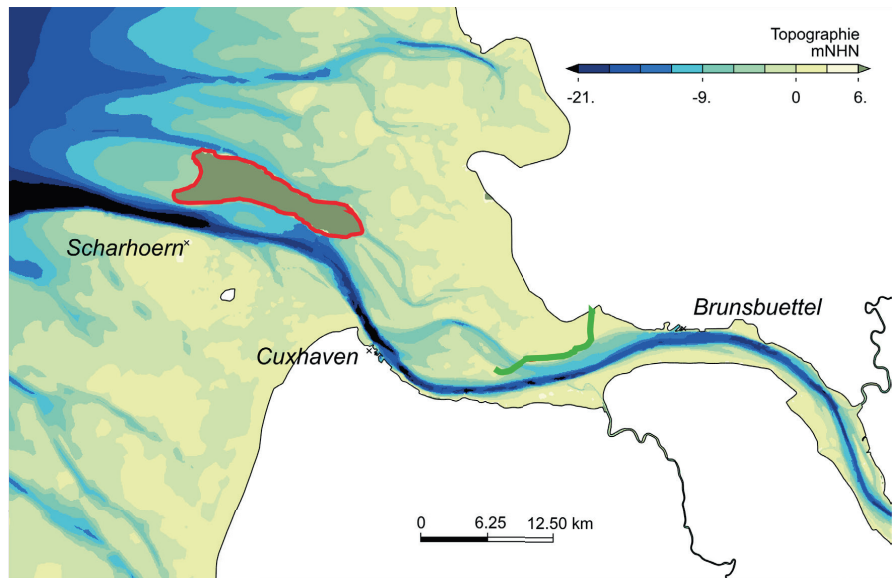 Topographie
mNHN
-21. -9. 0 6.
Scharhoern
Brunsbuettel
Cuxhaven
0 6.25 12.50 km